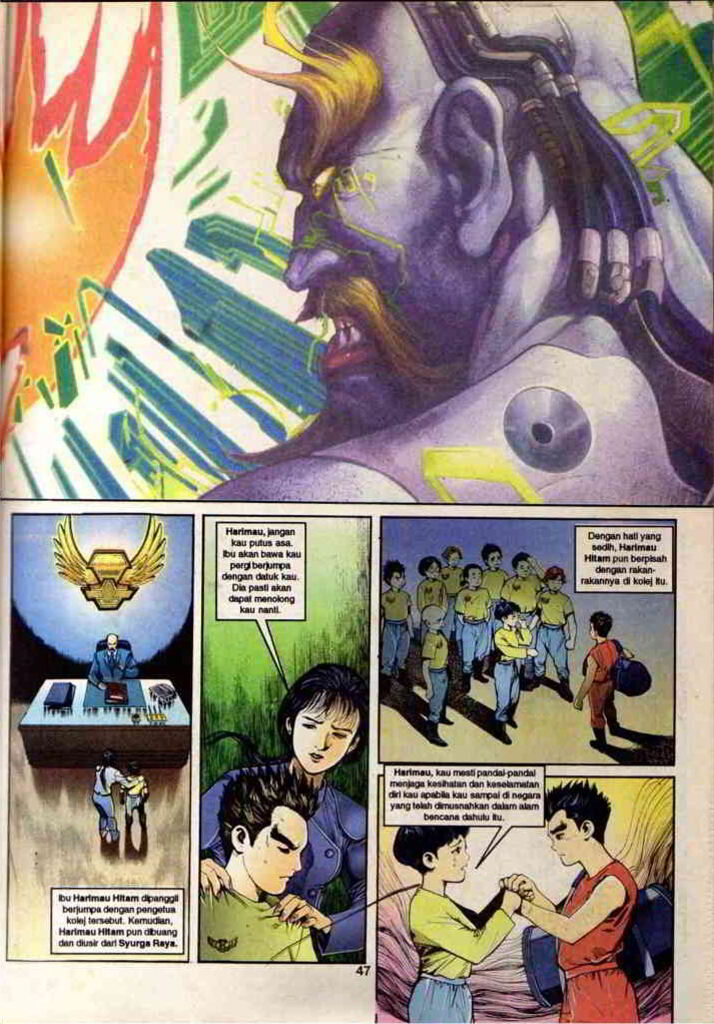 Harimau, jangan
kau putus asa.
Ibu akan bawa kau
pergi berjumpa
dengan datuk kau.
Dia pasti akan
dapat menolong
kau nanti.
Dengan hati yang
sedih, Harimau
Hitam pun berpisah
dengan rakan-
rakannya di kolej itu.
Harimau, kau mesti pandai-pandai
menjaga kesihatan dan keselamatan
diri kau apabila kau sampai di negara
yang telah dimusnahkan dalam alam
bencana dahulu itu.
Ibu Harimau Hitam dipanggil
berjumpa dengan pengetua
kolej tersebut. Kemudian,
Harimau Hitam pun dibuang
dan diusir dari Syurga Raya.
47